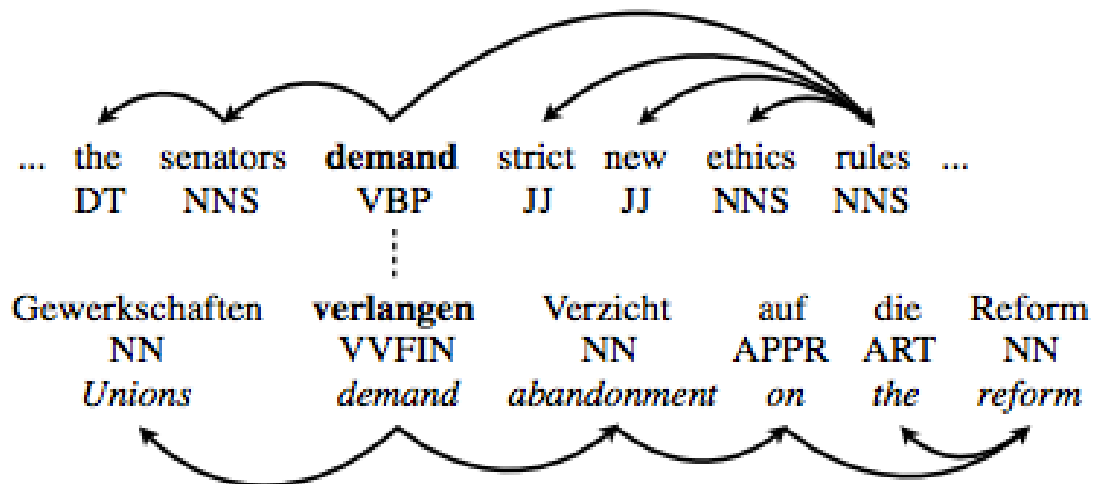 ... the senators demand strict new ethics rules ...
DT NNS VBP JJ JJ NNS NNS
Gewerkschaften verlangen Verzicht auf die Reform
NN VVFIN NN APPR ART NN
Unions demand abandonment on the reform